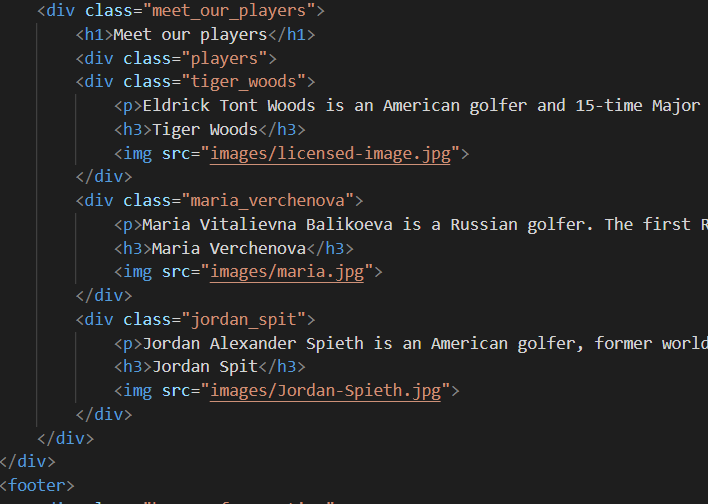 <div class="meet_our_players">
<h1>Meet our players</h1>
<div class="players">
<div class="tiger_woods">
<p>Eldrick Tont Woods is an American golfer and 15-time Major
<h3>Tiger Woods</h3>
<img src="images/licensed-image.jpg">
</div>
<div class="maria_verchenova">
<p>Maria Vitalievna Balikoeva is a Russian golfer. The first R
<h3>Maria Verchenova</h3>
<img src="images/maria.jpg">
</div>
<div class="jordan_spit">
<p>Jordan Alexander Spieth is an American golfer, former world
<h3>Jordan Spit</h3>
<img src="images/Jordan-Spieth.jpg">
</div>
</div>
</div>
<footer>